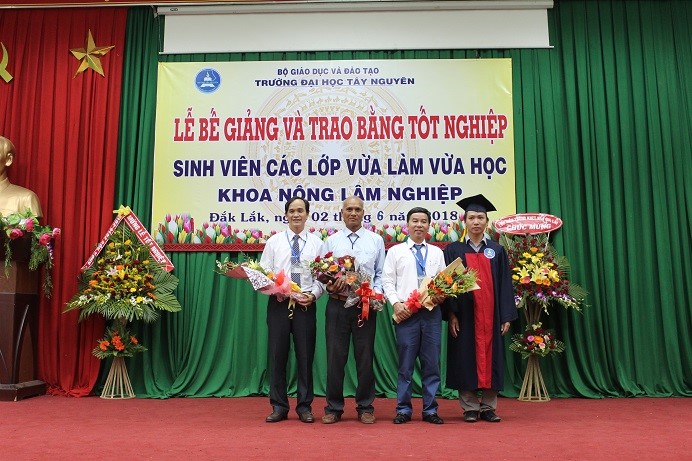 BỘ GIÁO DỤC VÀ ĐÀO TẠO
TRƯỜNG ĐẠI HỌC TÂY NGUYÊN
LỄ BẾ GIẢNG VÀ TRAO BẰNG TỐT NGHIỆP
SINH VIÊN CÁC LỚP VỪA LÀM VỪA HỌC
KHOA NÔNG LÂM NGHIỆP
Đắk Lắk, ngày 02 tháng 6 năm 2018
CHÚC MỪNG